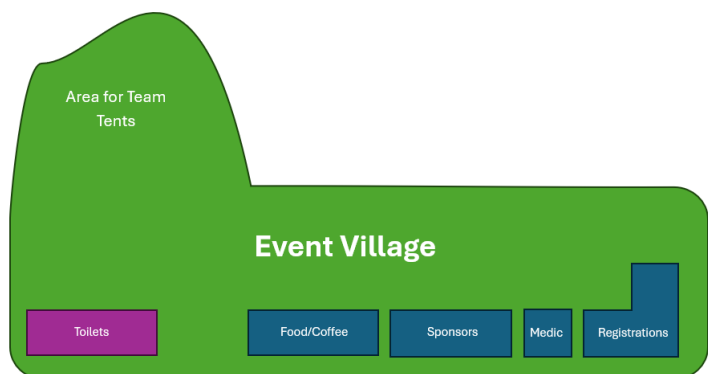 Area for Team
Tents
Event Village
Toilets
Food/Coffee
Sponsors
Medic
Registrations